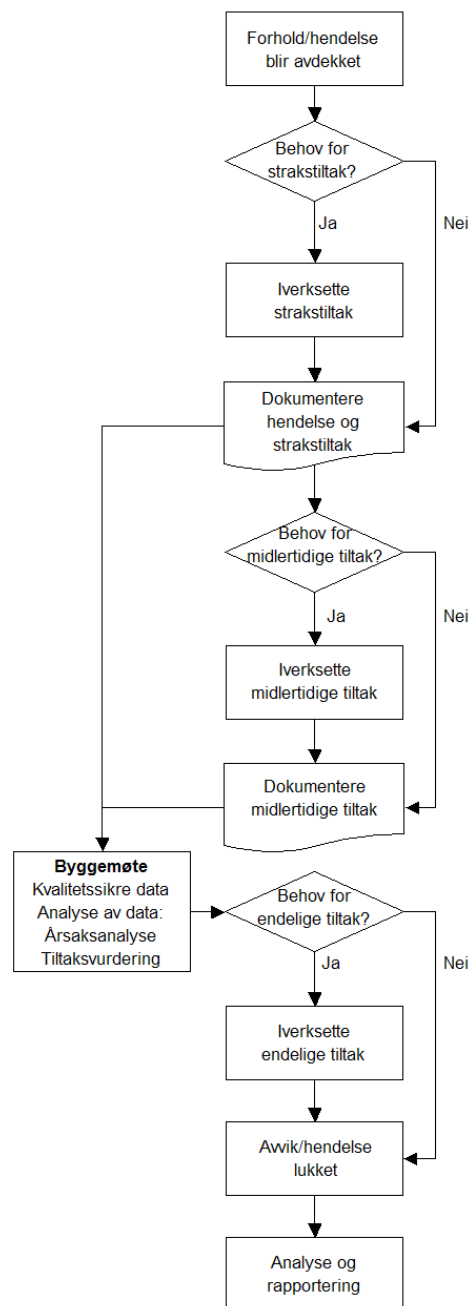 Forhold/hendelse
blir avdekket
Behov for
strakstiltak?
Ja
Nei
Iverksette
strakstiltak
Dokumentere
hendelse og
strakstiltak
Behov for
midlertidige tiltak?
Ja
Nei
Iverksette
midlertidige tiltak
Dokumentere
midlertidige tiltak
Byggemøte
Kvalitetssikre data
Analyse av data:
Årsaksanalyse
Tiltaksvurdering
Behov for
endelige tiltak?
Ja
Nei
Iverksette
endelige tiltak
Avvik/hendelse
lukket
Analyse og
rapportering